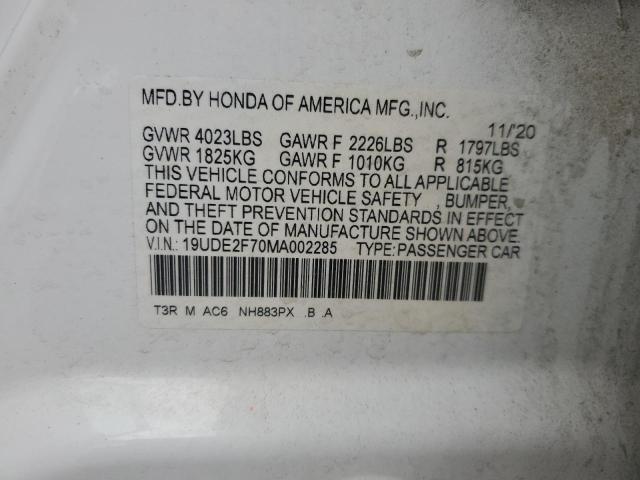 MFD.BY HONDA OF AMERICA MFG.,INC. 11/'20
GVWR 4023LBS GAWR F 2226LBS R 1797LBS
GVWR 1825KG GAWR F 1010KG R 815KG
THIS VEHICLE CONFORMS TO ALL APPLICABLE
FEDERAL MOTOR VEHICLE SAFETY , BUMPER,
AND THEFT PREVENTION STANDARDS IN EFFECT
ON THE DATE OF MANUFACTURE SHOWN ABOVE.
V.I.N.: 19UDE2F70MA002285 TYPE:PASSENGER CAR
T3R M AC6 NH883PX .B .A